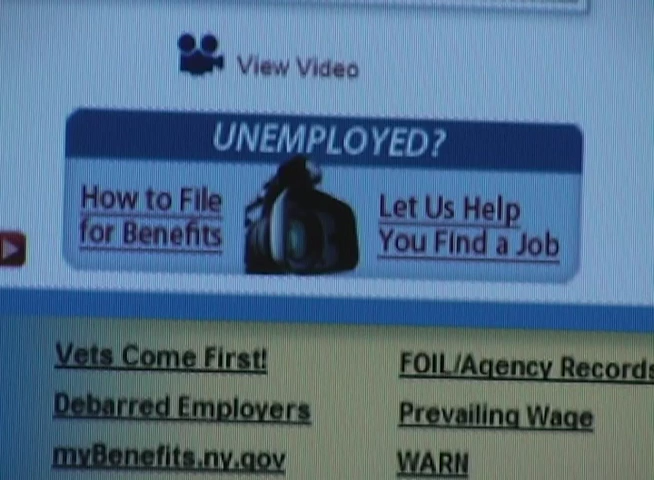 View Video
UNEMPLOYED?
How to File
for Benefits
Let Us Help
You Find a Job
Vets Come First!
FOIL/Agency Records
Debarred Employers
Prevailing Wage
myBenefits.ny.gov
WARN